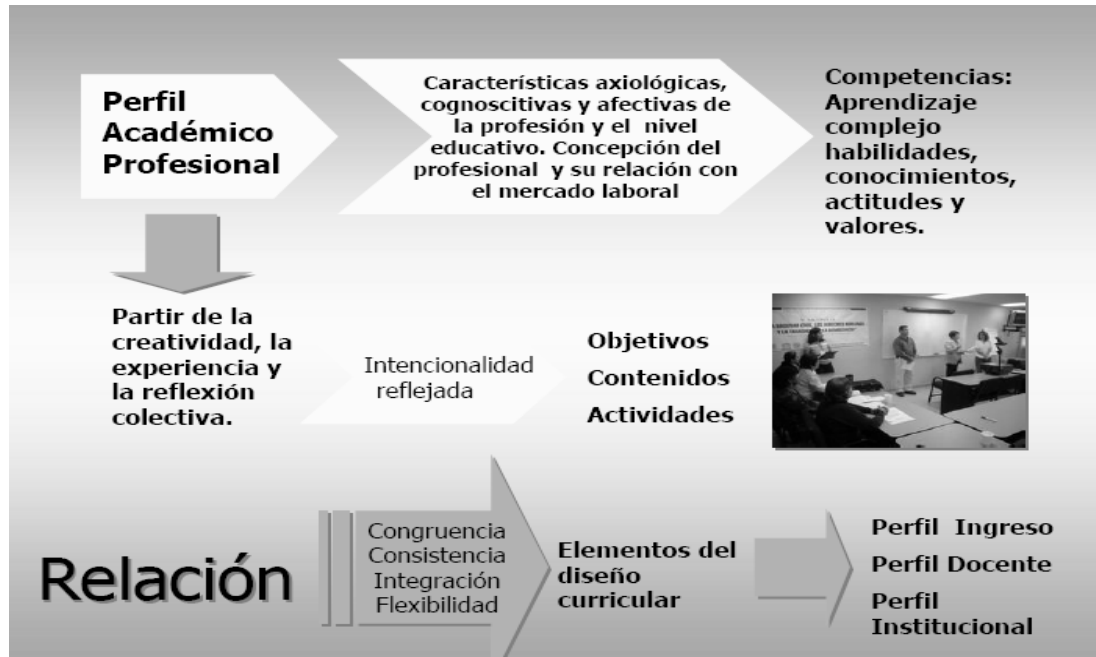 Perfil
Académico
Profesional
Características axiológicas,
cognoscitivas y afectivas de
la profesión y el nivel
educativo. Concepción del
profesional y su relación con
el mercado laboral
Competencias:
Aprendizaje
complejo
habilidades,
conocimientos,
actitudes y
valores.
Partir de la
creatividad, la
experiencia y
la reflexión
colectiva.
Intencionalidad
reflejada
Objetivos
Contenidos
Actividades
Relación
Congruencia
Consistencia
Integración
Flexibilidad
Elementos del
diseño
curricular
Perfil Ingreso
Perfil Docente
Perfil
Institucional